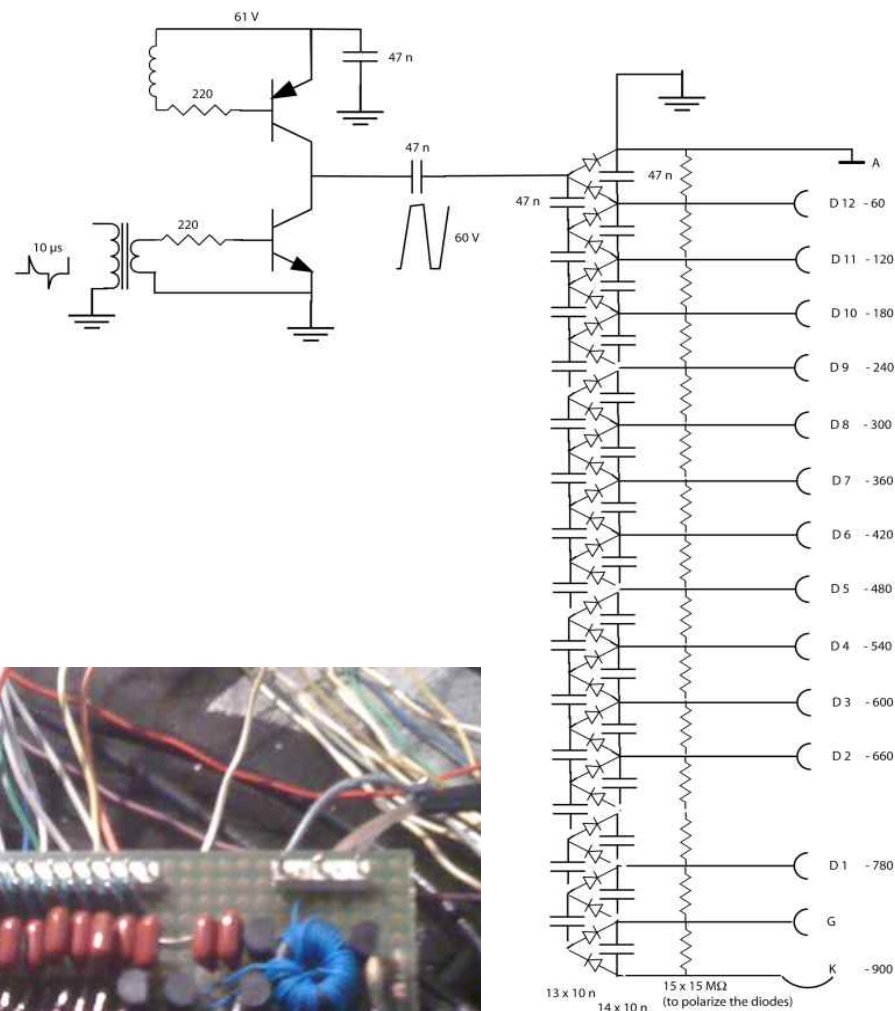 61 V
47 n
220
47 n
A
47 n
47 n
D 12 - 60
220
60 V
10 µs
D 11 - 120
D 10 - 180
D 9 - 240
D 8 - 300
D 7 - 360
D 6 - 420
D 5 - 480
D 4 - 540
D 3 - 600
D 2 - 660
D 1 - 780
G
K - 900
15 x 15 MΩ
(to polarize the diodes)
13 x 10 n
14 x 10 n